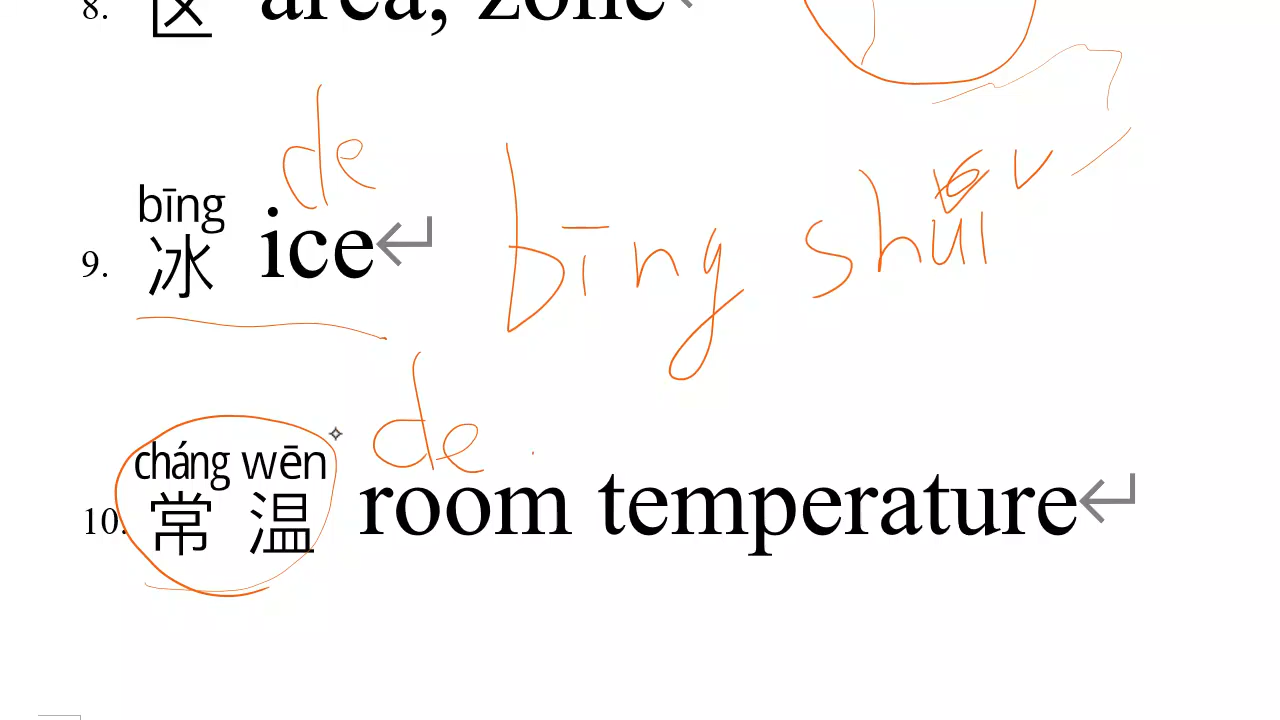 8. 区 area, zone↵
de
bīng
9. 冰 ice↵ bīng shuǐ
de
cháng wēn
10. 常 温 room temperature↵